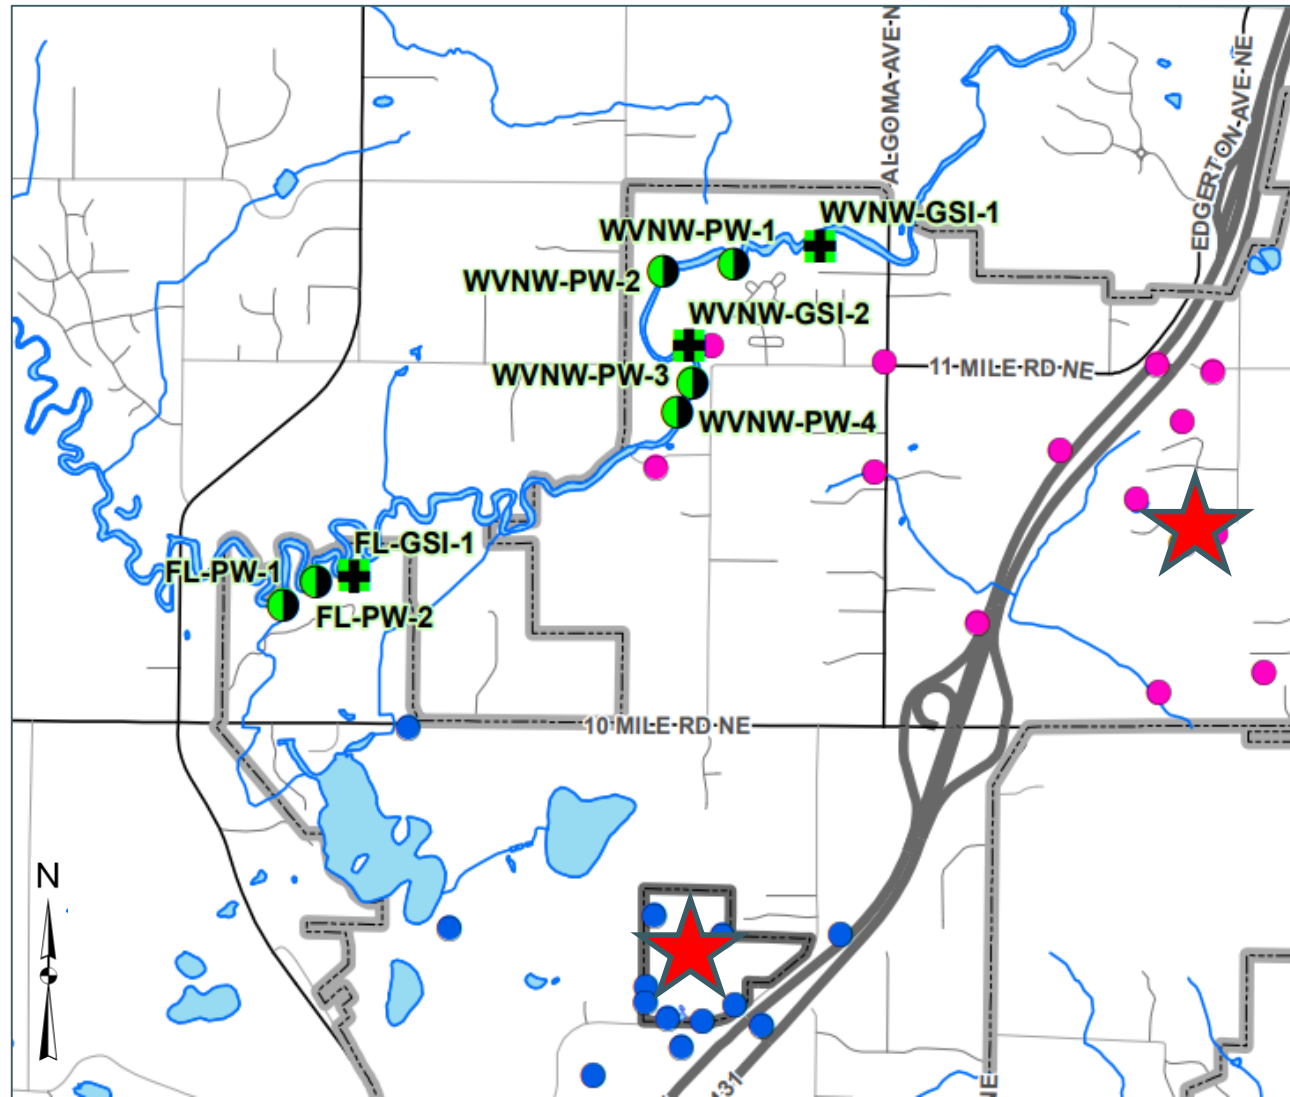 ALGOMA-AVE-N
EDGERTON-AVE-NE
WVNW-GSI-1
WVNW-PW-1
WVNW-PW-2
WVNW-GSI-2
11-MILE-RD-NE
WVNW-PW-3
WVNW-PW-4
FL-GSI-1
FL-PW-1
FL-PW-2
10-MILE-RD-NE
N
131
NE